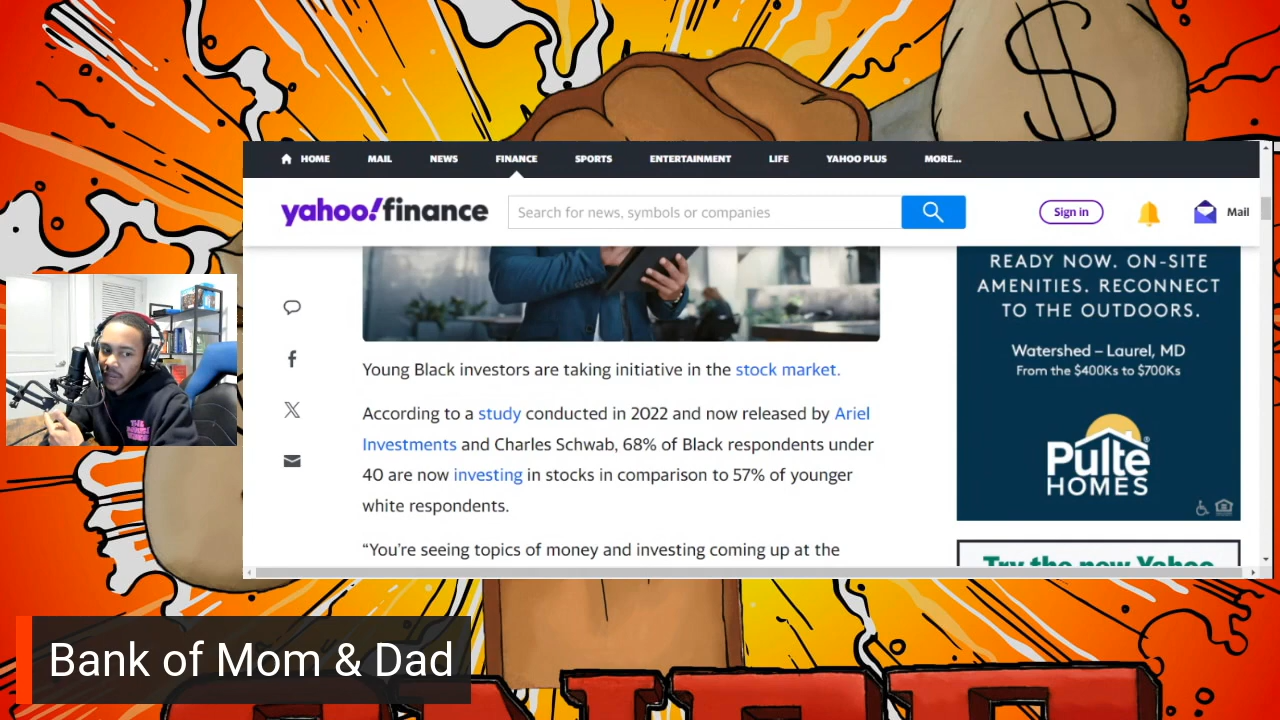 $
HOME MAIL NEWS FINANCE SPORTS ENTERTAINMENT LIFE YAHOO PLUS MORE...
yahoo!finance
Search for news, symbols or companies
Sign in
Mail
READY NOW. ON-SITE
AMENITIES. RECONNECT
TO THE OUTDOORS.
Watershed – Laurel, MD
From the $400Ks to $700Ks
Pulte®
HOMES
Try the new Yahoo
Young Black investors are taking initiative in the stock market.
According to a study conducted in 2022 and now released by Ariel
Investments and Charles Schwab, 68% of Black respondents under
40 are now investing in stocks in comparison to 57% of younger
white respondents.
“You’re seeing topics of money and investing coming up at the
Bank of Mom & Dad